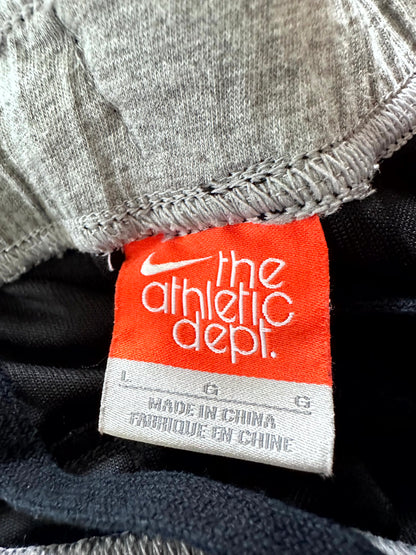 the
athletic
dept.
L G G
MADE IN CHINA
FABRIQUE EN CHINE